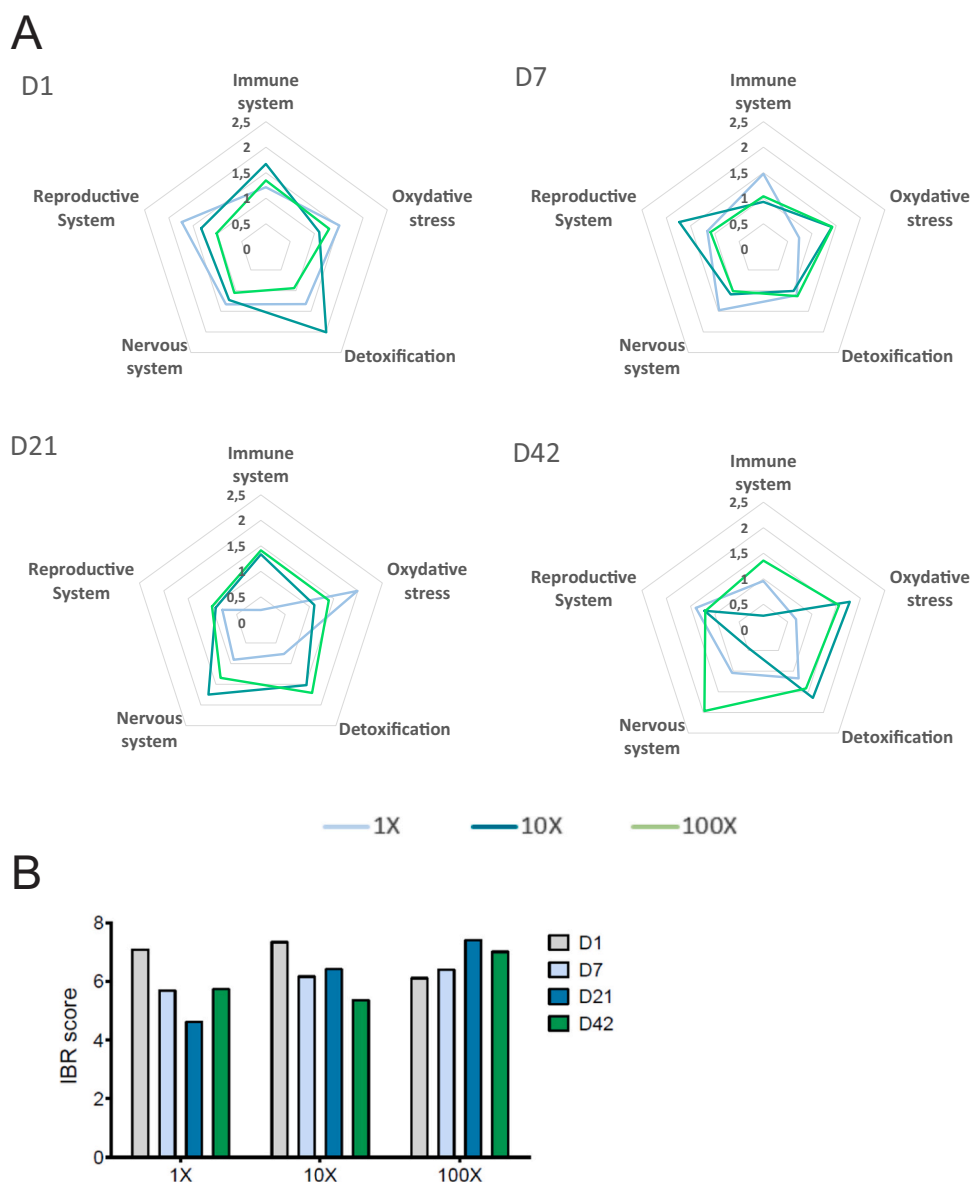 A
D1
Immune
system
2,5
2
1,5
1
0,5
0
Oxydative
stress
Detoxification
Nervous
system
Reproductive
System
D7
Immune
system
2,5
2
1,5
1
0,5
0
Oxydative
stress
Detoxification
Nervous
system
Reproductive
System
D21
Immune
system
2,5
2
1,5
1
0,5
0
Oxydative
stress
Detoxification
Nervous
system
Reproductive
System
D42
Immune
system
2,5
2
1,5
1
0,5
0
Oxydative
stress
Detoxification
Nervous
system
Reproductive
System
1X
10X
100X
B
IBR score
8
6
4
2
0
1X
10X
100X
D1
D7
D21
D42